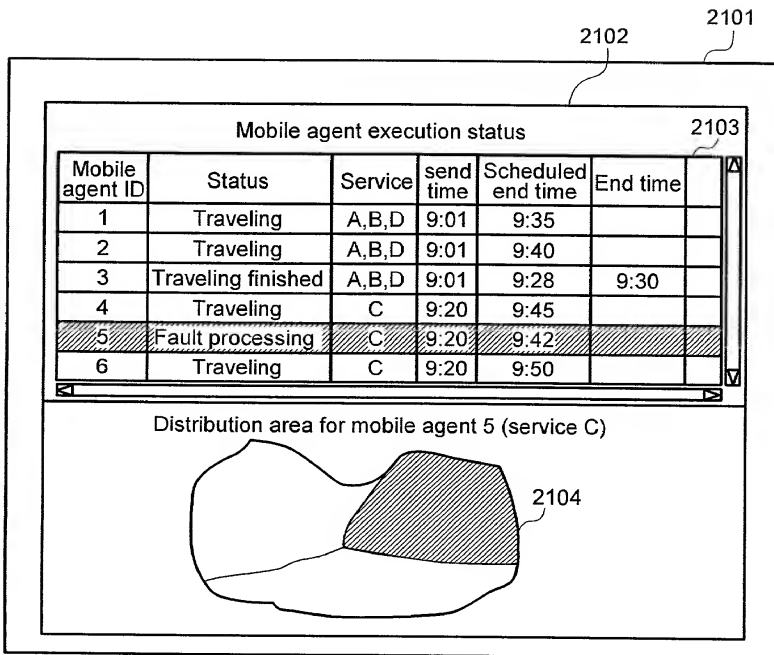 2101
2102
Mobile agent execution status
2103
Mobile agent ID Status Service send time Scheduled end time End time
1 Traveling A,B,D 9:01 9:35
2 Traveling A,B,D 9:01 9:40
3 Traveling finished A,B,D 9:01 9:28 9:30
4 Traveling C 9:20 9:45
5 Fault processing C 9:20 9:42
6 Traveling C 9:20 9:50
Distribution area for mobile agent 5 (service C)
2104